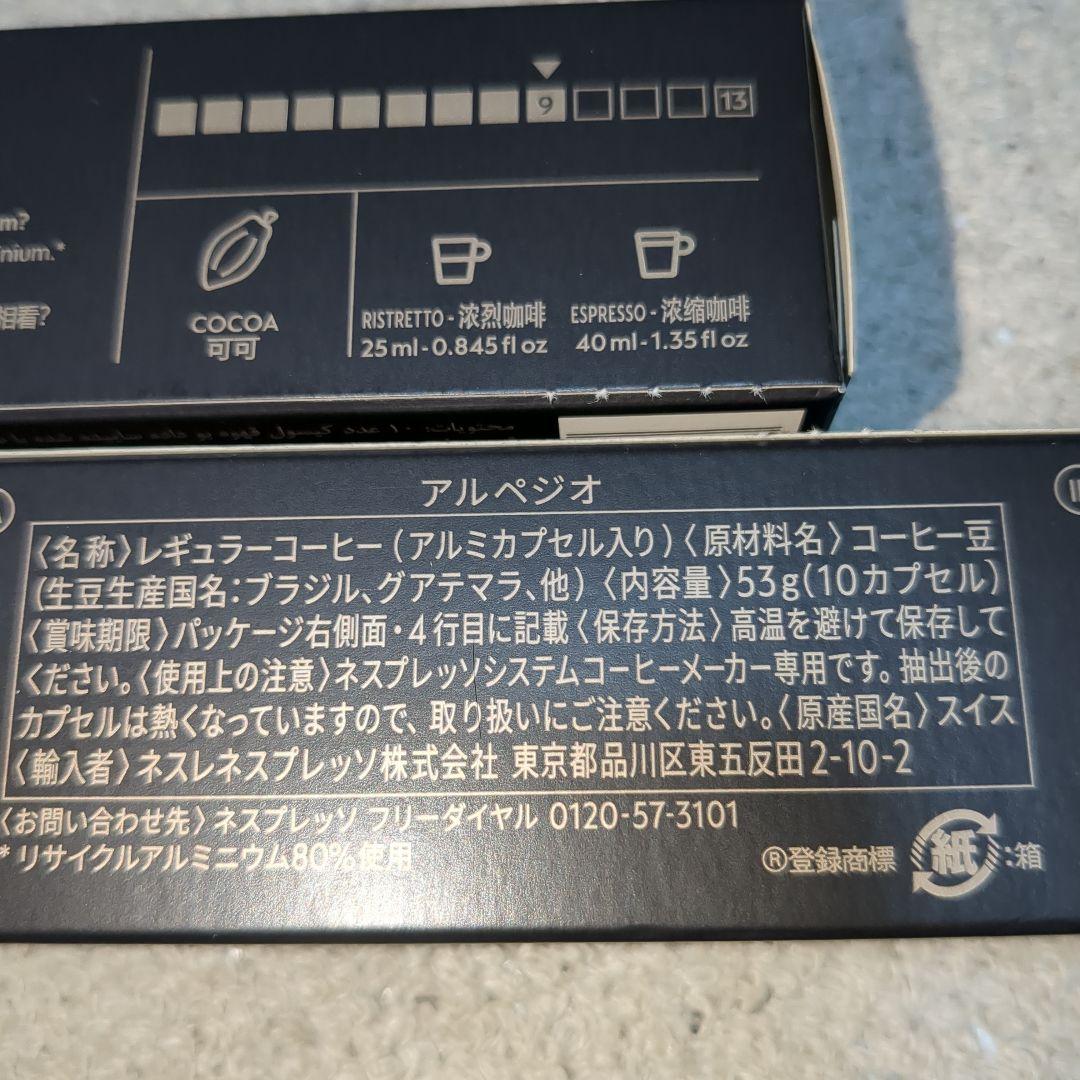 9 13
m?
nium.*
相看?
COCOA
可可
RISTRETTO - 浓烈咖啡
25 ml - 0.845 fl oz
ESPRESSO - 浓缩咖啡
40 ml - 1.35 fl oz
محتویات: ۱۰ عدد کپسول قهوه
アルペジオ
〈名称〉レギュラーコーヒー(アルミカプセル入り)〈原材料名〉コーヒー豆
(生豆生産国名:ブラジル、グアテマラ、他)〈内容量〉53g(10カプセル)
〈賞味期限〉パッケージ右側面・4行目に記載〈保存方法〉高温を避けて保存して
ください。〈使用上の注意〉ネスプレッソシステムコーヒーメーカー専用です。抽出後の
カプセルは熱くなっていますので、取り扱いにご注意ください。〈原産国名〉スイス
〈輸入者〉ネスレネスプレッソ株式会社 東京都品川区東五反田2-10-2
〈お問い合わせ先〉ネスプレッソ フリーダイヤル 0120-57-3101
* リサイクルアルミニウム80%使用
®登録商標 紙:箱